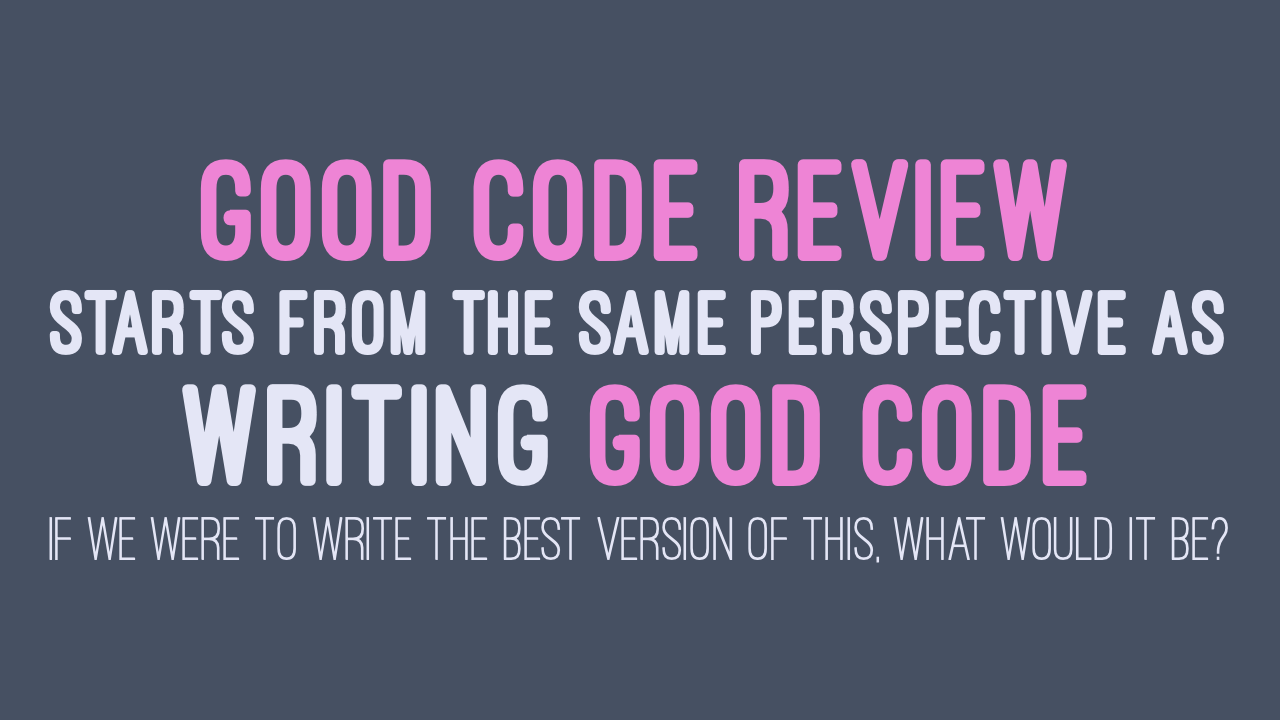 GOOD CODE REVIEW
STARTS FROM THE SAME PERSPECTIVE AS
WRITING GOOD CODE
IF WE WERE TO WRITE THE BEST VERSION OF THIS, WHAT WOULD IT BE?